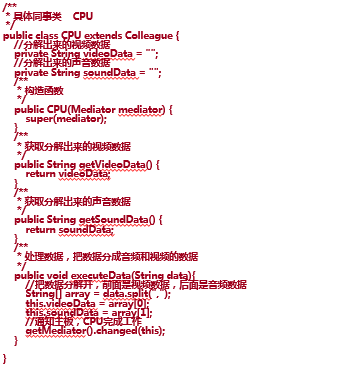 /**
 * 具体同事类    CPU
 */
public class CPU extends Colleague {
    //分解出来的视频数据
    private String videoData = "";
    //分解出来的声音数据
    private String soundData = "";
    /**
     * 构造函数
     */
    public CPU(Mediator mediator) {
        super(mediator);
    }
    /**
     * 获取分解出来的视频数据
     */
    public String getVideoData() {
        return videoData;
    }
    /**
     * 获取分解出来的声音数据
     */
    public String getSoundData() {
        return soundData;
    }
    /**
     * 处理数据，把数据分成音频和视频的数据
     */
    public void executeData(String data){
        //把数据分解开，前面是视频数据，后面是音频数据
        String[] array = data.split( , );
        this.videoData = array[0];
        this.soundData = array[1];
        //通知主板，CPU完成工作
        getMediator().changed(this);
    }
}